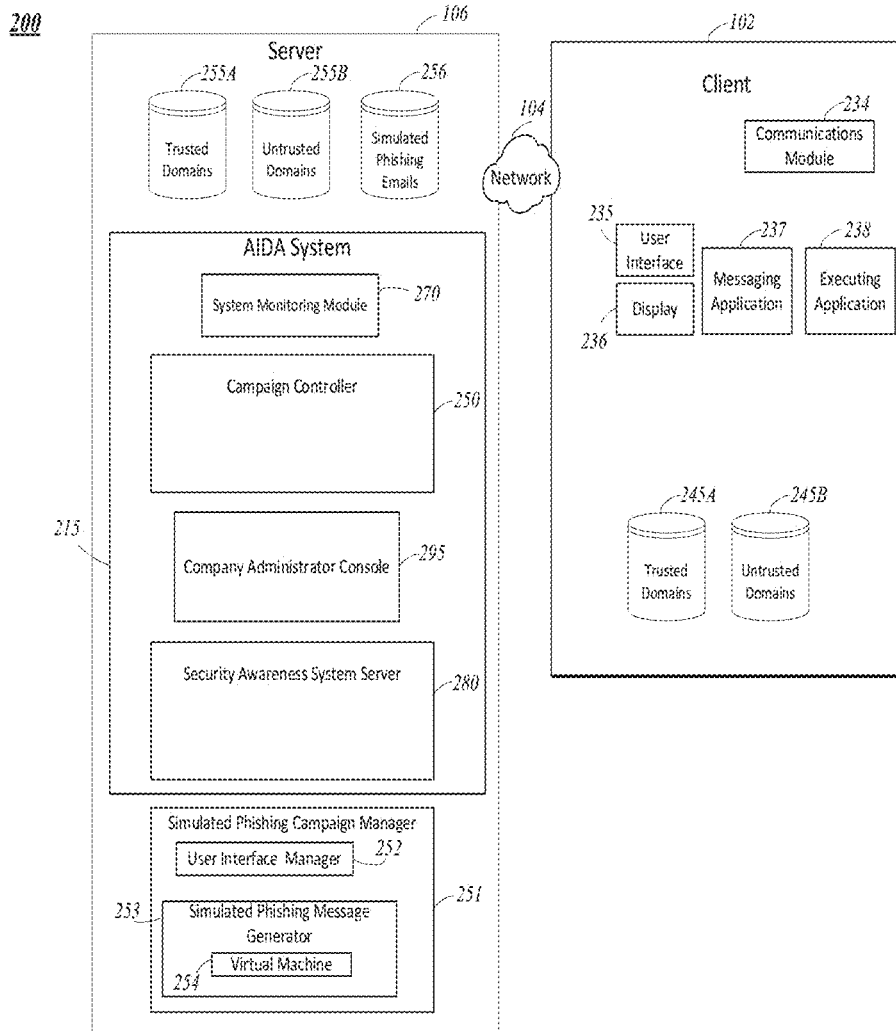 200
106
Server
255A
255B
256
Trusted
Domains
Untrusted
Domains
Simulated
Phishing
Emails
104
Network
102
Client
234
Communications
Module
235
User
Interface
237
Messaging
Application
238
Executing
Application
Display
236
AIDA System
System Monitoring Module
270
Campaign Controller
250
215
Company Administrator Console
295
245A
245B
Trusted
Domains
Untrusted
Domains
Security Awareness System Server
280
Simulated Phishing Campaign Manager
User Interface Manager
252
251
253
Simulated Phishing Message
Generator
254
Virtual Machine